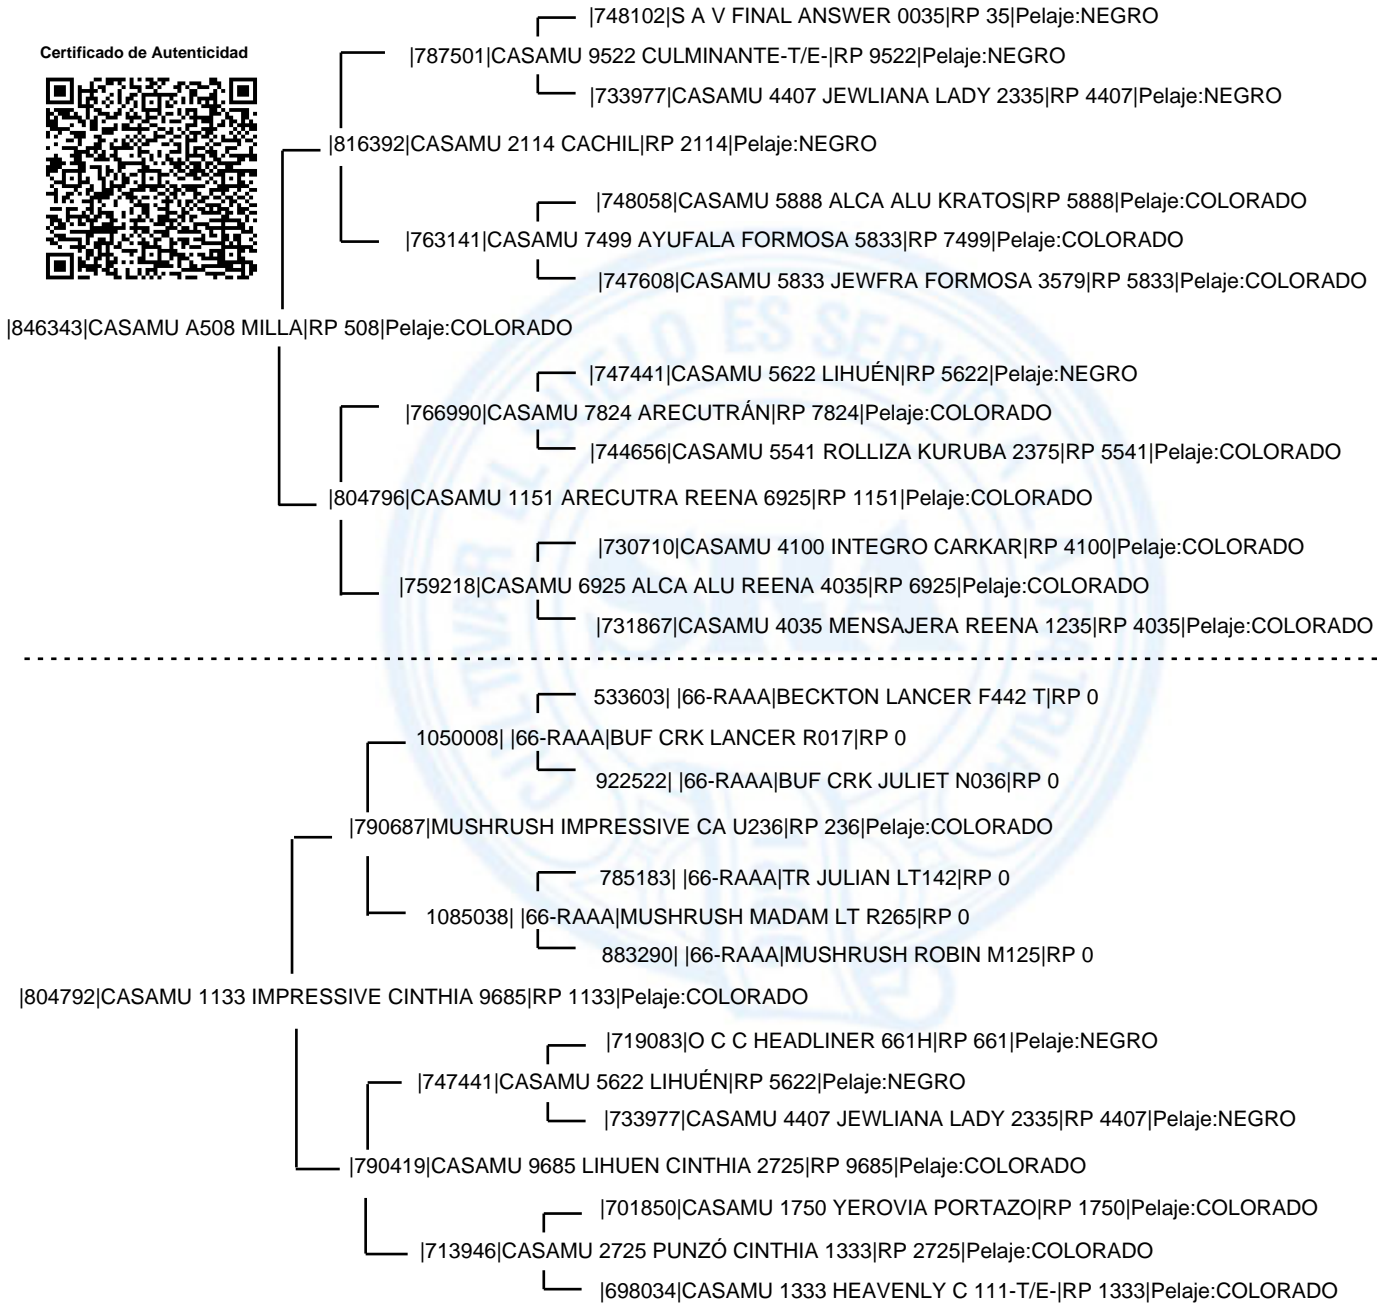 |748102|S A V FINAL ANSWER 0035|RP 35|Pelaje:NEGRO
Certificado de Autenticidad
|787501|CASAMU 9522 CULMINANTE-T/E-|RP 9522|Pelaje:NEGRO
|733977|CASAMU 4407 JEWLIANA LADY 2335|RP 4407|Pelaje:NEGRO
|816392|CASAMU 2114 CACHIL|RP 2114|Pelaje:NEGRO
|748058|CASAMU 5888 ALCA ALU KRATOS|RP 5888|Pelaje:COLORADO
|763141|CASAMU 7499 AYUFALA FORMOSA 5833|RP 7499|Pelaje:COLORADO
|747608|CASAMU 5833 JEWFRA FORMOSA 3579|RP 5833|Pelaje:COLORADO
|846343|CASAMU A508 MILLA|RP 508|Pelaje:COLORADO
|747441|CASAMU 5622 LIHUÉN|RP 5622|Pelaje:NEGRO
|766990|CASAMU 7824 ARECUTRÁN|RP 7824|Pelaje:COLORADO
|744656|CASAMU 5541 ROLLIZA KURUBA 2375|RP 5541|Pelaje:COLORADO
|804796|CASAMU 1151 ARECUTRA REENA 6925|RP 1151|Pelaje:COLORADO
|730710|CASAMU 4100 INTEGRO CARKAR|RP 4100|Pelaje:COLORADO
|759218|CASAMU 6925 ALCA ALU REENA 4035|RP 6925|Pelaje:COLORADO
|731867|CASAMU 4035 MENSAJERA REENA 1235|RP 4035|Pelaje:COLORADO
533603| |66-RAAA|BECKTON LANCER F442 T|RP 0
1050008| |66-RAAA|BUF CRK LANCER R017|RP 0
922522| |66-RAAA|BUF CRK JULIET N036|RP 0
|790687|MUSHRUSH IMPRESSIVE CA U236|RP 236|Pelaje:COLORADO
785183| |66-RAAA|TR JULIAN LT142|RP 0
1085038| |66-RAAA|MUSHRUSH MADAM LT R265|RP 0
883290| |66-RAAA|MUSHRUSH ROBIN M125|RP 0
|804792|CASAMU 1133 IMPRESSIVE CINTHIA 9685|RP 1133|Pelaje:COLORADO
|719083|O C C HEADLINER 661H|RP 661|Pelaje:NEGRO
|747441|CASAMU 5622 LIHUÉN|RP 5622|Pelaje:NEGRO
|733977|CASAMU 4407 JEWLIANA LADY 2335|RP 4407|Pelaje:NEGRO
|790419|CASAMU 9685 LIHUEN CINTHIA 2725|RP 9685|Pelaje:COLORADO
|701850|CASAMU 1750 YEROVIA PORTAZO|RP 1750|Pelaje:COLORADO
|713946|CASAMU 2725 PUNZÓ CINTHIA 1333|RP 2725|Pelaje:COLORADO
|698034|CASAMU 1333 HEAVENLY C 111-T/E-|RP 1333|Pelaje:COLORADO
CULTIVAR EL SUELO ES SERVIR A LA PATRIA
SRA
1866